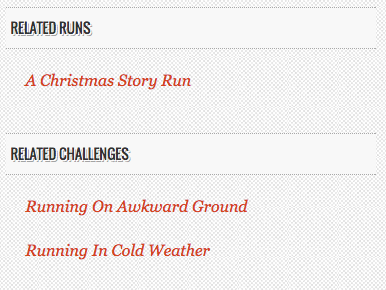 RELATED RUNS
A Christmas Story Run
RELATED CHALLENGES
Running On Awkward Ground
Running In Cold Weather